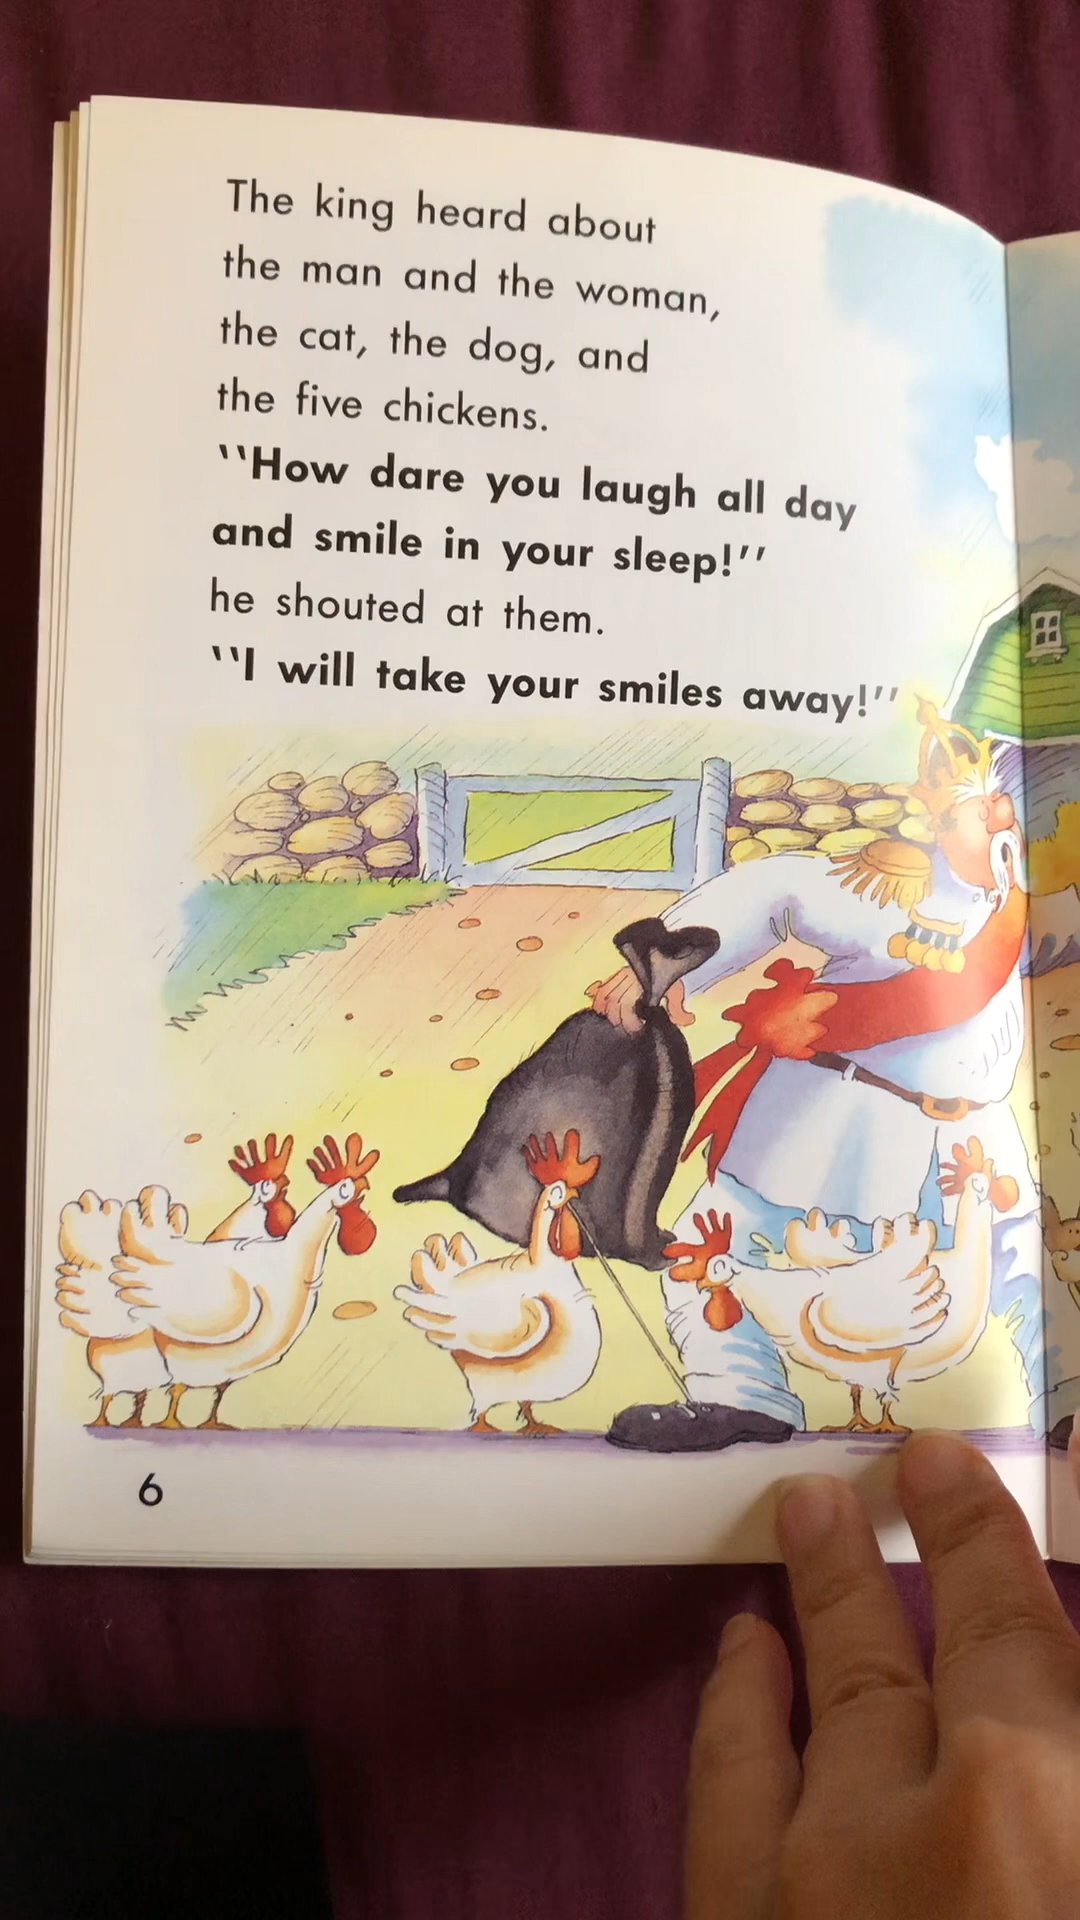 The king heard about
the man and the woman,
the cat, the dog, and
the five chickens.
"How dare you laugh all day
and smile in your sleep!"
he shouted at them.
"I will take your smiles away!"
6